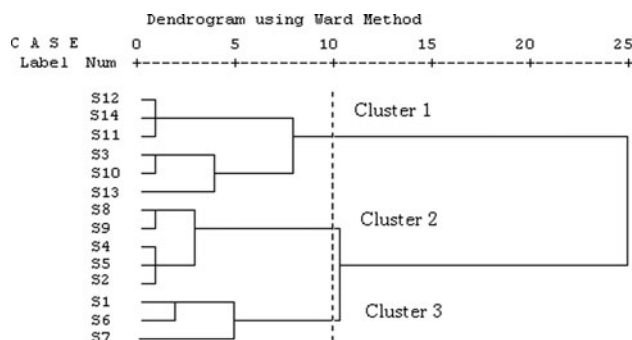 Dendrogram using Ward Method
C A S E 0 5 10 15 20 25
Label Num
S12
S14 Cluster 1
S11
S3
S10
S13
S8
S9 Cluster 2
S4
S5
S2
S1
S6 Cluster 3
S7